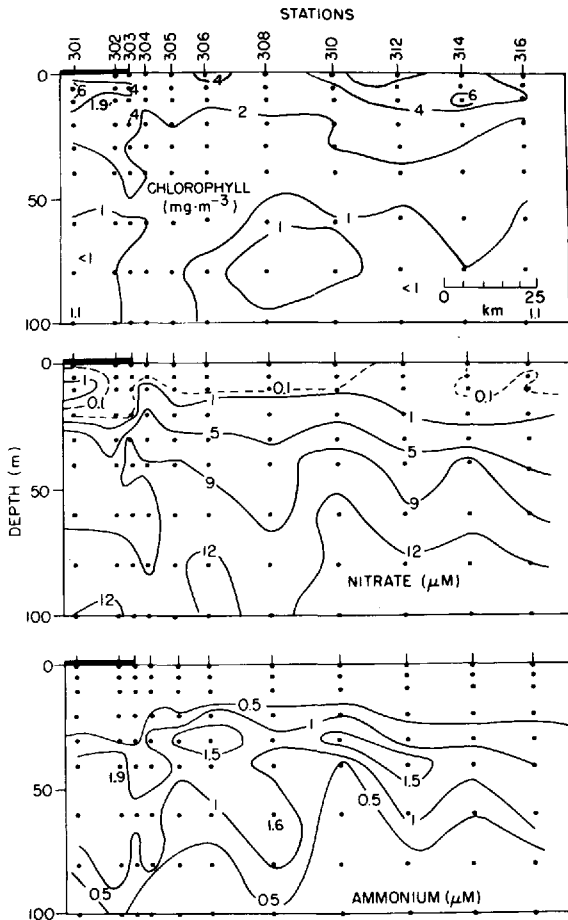 STATIONS
301 302 303 304 305 306 308 310 312 314 316
0
6 4 4 6
1.9 4
4 2
50
CHLOROPHYLL
(mg·m⁻³)
1 1 1
<1 <1 0 25
km
1.1 1.1
100
0
1 0.1 0.1
0.1 1 1
5 5
50
9 9
12 12
NITRATE (μM)
12
100
DEPTH (m)
0
0.5
1
1.5
1.9 1.5
50
0.5
1 1.6 1
0.5 0.5
AMMONIUM (μM)
100